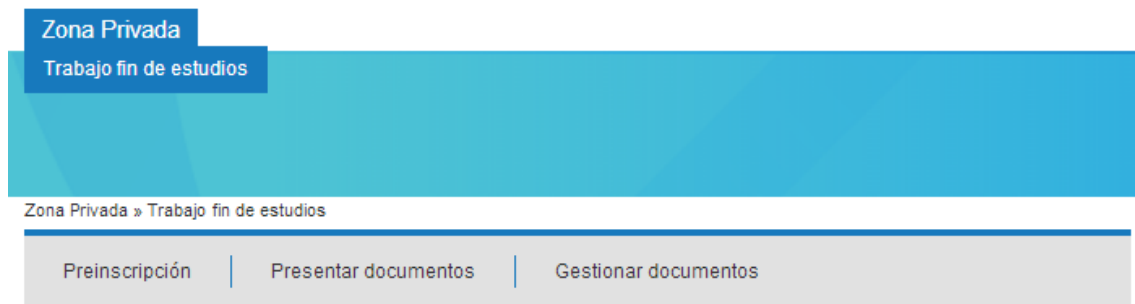 Zona Privada
Trabajo fin de estudios
Zona Privada » Trabajo fin de estudios
Preinscripción Presentar documentos Gestionar documentos